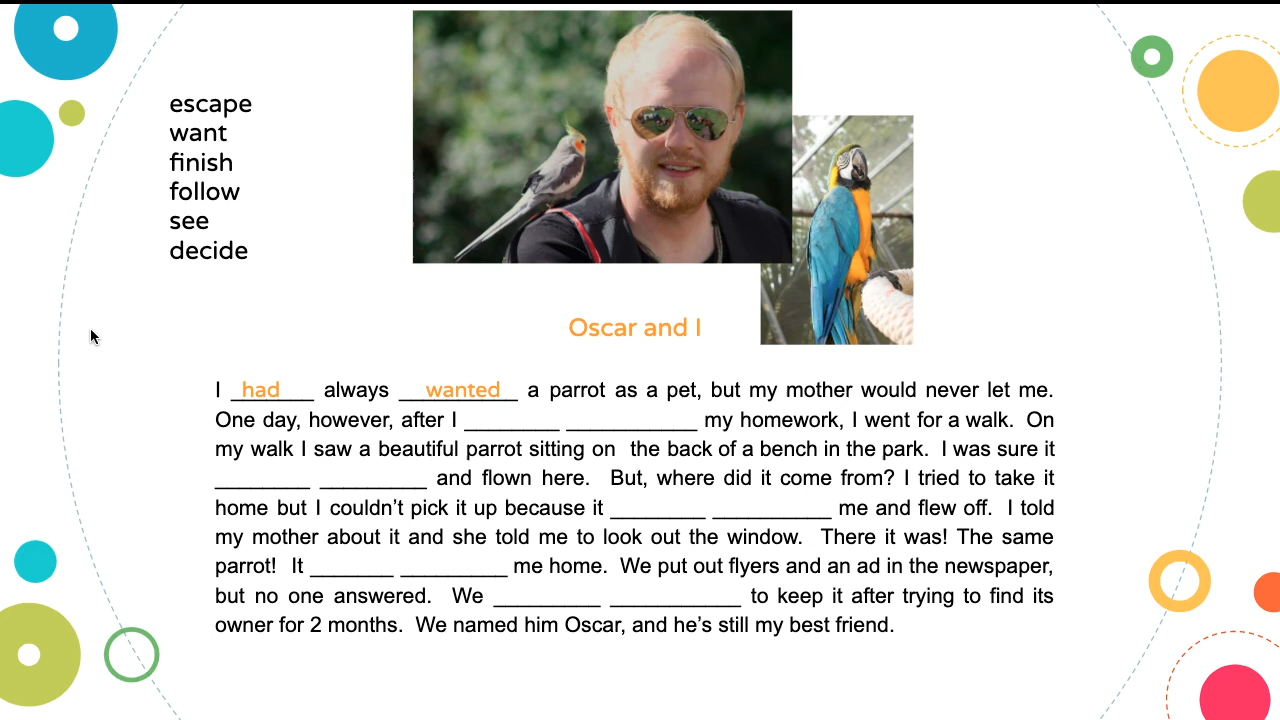 escape
want
finish
follow
see
decide
Oscar and I
I __had___ always ___wanted__ a parrot as a pet, but my mother would never let me.
One day, however, after I ________ ___________ my homework, I went for a walk. On
my walk I saw a beautiful parrot sitting on the back of a bench in the park. I was sure it
________ _________ and flown here. But, where did it come from? I tried to take it
home but I couldn't pick it up because it ________ __________ me and flew off. I told
my mother about it and she told me to look out the window. There it was! The same
parrot! It _______ _________ me home. We put out flyers and an ad in the newspaper,
but no one answered. We _________ ___________ to keep it after trying to find its
owner for 2 months. We named him Oscar, and he's still my best friend.